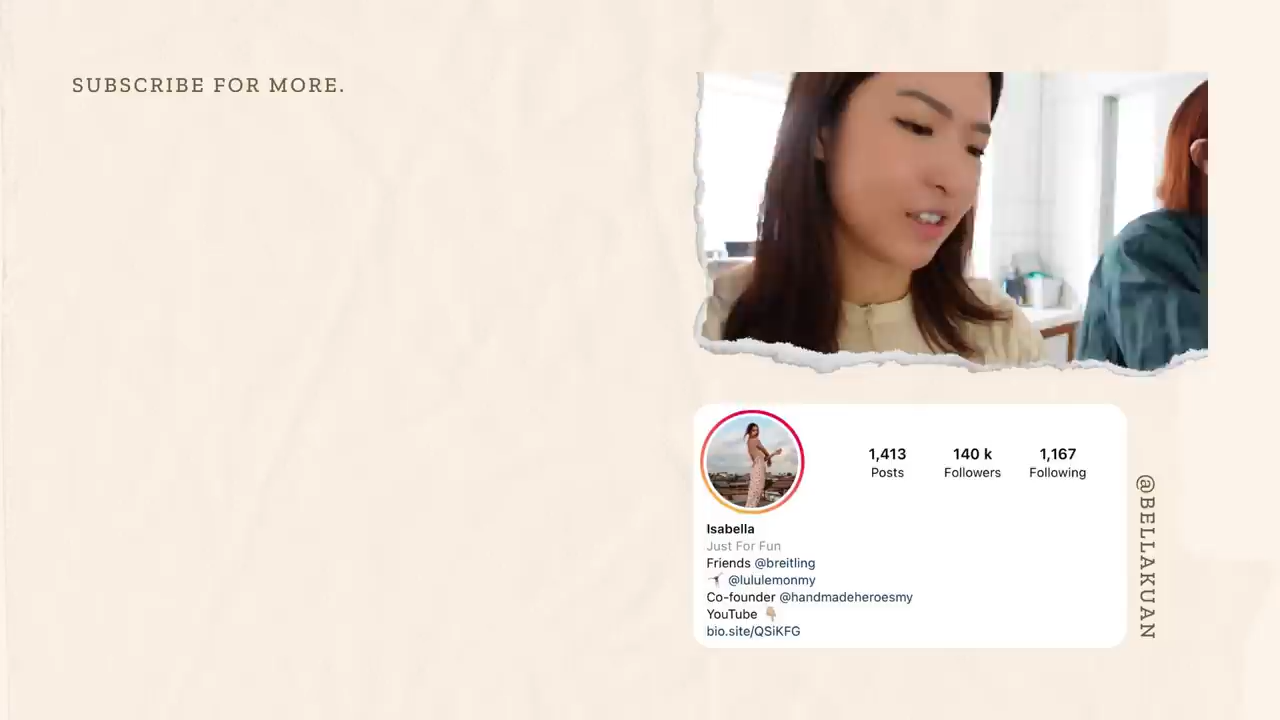 SUBSCRIBE FOR MORE.
1,413 140 k 1,167
Posts Followers Following
Isabella
Just For Fun
Friends @breitling
@lululemonmy
Co-founder @handmadeheroesmy
YouTube
bio.site/QSiKFG
@BELLAKUAN